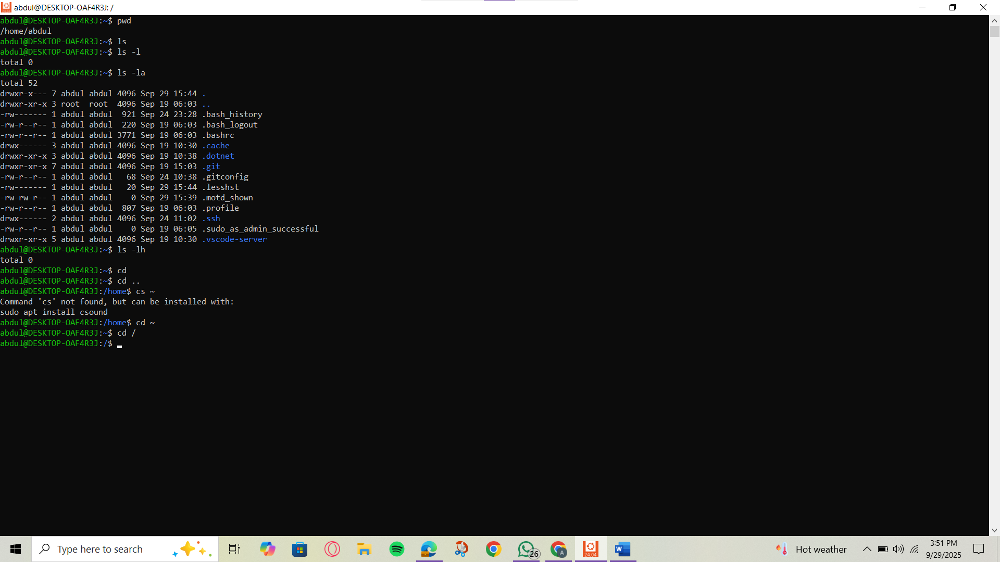 abdul@DESKTOP-OAF4R3J: /
abdul@DESKTOP-OAF4R3J:~$ pwd
/home/abdul
abdul@DESKTOP-OAF4R3J:~$ ls
abdul@DESKTOP-OAF4R3J:~$ ls -l
total 0
abdul@DESKTOP-OAF4R3J:~$ ls -la
total 52
drwxr-x--- 7 abdul abdul 4096 Sep 29 15:44 .
drwxr-xr-x 3 root  root  4096 Sep 19 06:03 ..
-rw------- 1 abdul abdul  921 Sep 24 23:28 .bash_history
-rw-r--r-- 1 abdul abdul  220 Sep 19 06:03 .bash_logout
-rw-r--r-- 1 abdul abdul 3771 Sep 19 06:03 .bashrc
drwx------ 3 abdul abdul 4096 Sep 19 10:30 .cache
drwxr-xr-x 3 abdul abdul 4096 Sep 19 10:38 .dotnet
drwxr-xr-x 7 abdul abdul 4096 Sep 19 15:03 .git
-rw-r--r-- 1 abdul abdul   68 Sep 24 10:38 .gitconfig
-rw------- 1 abdul abdul   20 Sep 29 15:44 .lesshst
-rw-rw-r-- 1 abdul abdul    0 Sep 29 15:39 .motd_shown
-rw-r--r-- 1 abdul abdul  807 Sep 19 06:03 .profile
drwx------ 2 abdul abdul 4096 Sep 24 11:02 .ssh
-rw-r--r-- 1 abdul abdul    0 Sep 19 06:05 .sudo_as_admin_successful
drwxr-xr-x 5 abdul abdul 4096 Sep 19 10:30 .vscode-server
abdul@DESKTOP-OAF4R3J:~$ ls -lh
total 0
abdul@DESKTOP-OAF4R3J:~$ cd
abdul@DESKTOP-OAF4R3J:~$ cd ..
abdul@DESKTOP-OAF4R3J:/home$ cs ~
Command 'cs' not found, but can be installed with:
sudo apt install csound
abdul@DESKTOP-OAF4R3J:/home$ cd ~
abdul@DESKTOP-OAF4R3J:~$ cd /
abdul@DESKTOP-OAF4R3J:/$
Type here to search
26
A
24.04
W
Hot weather
3:51 PM
9/29/2025